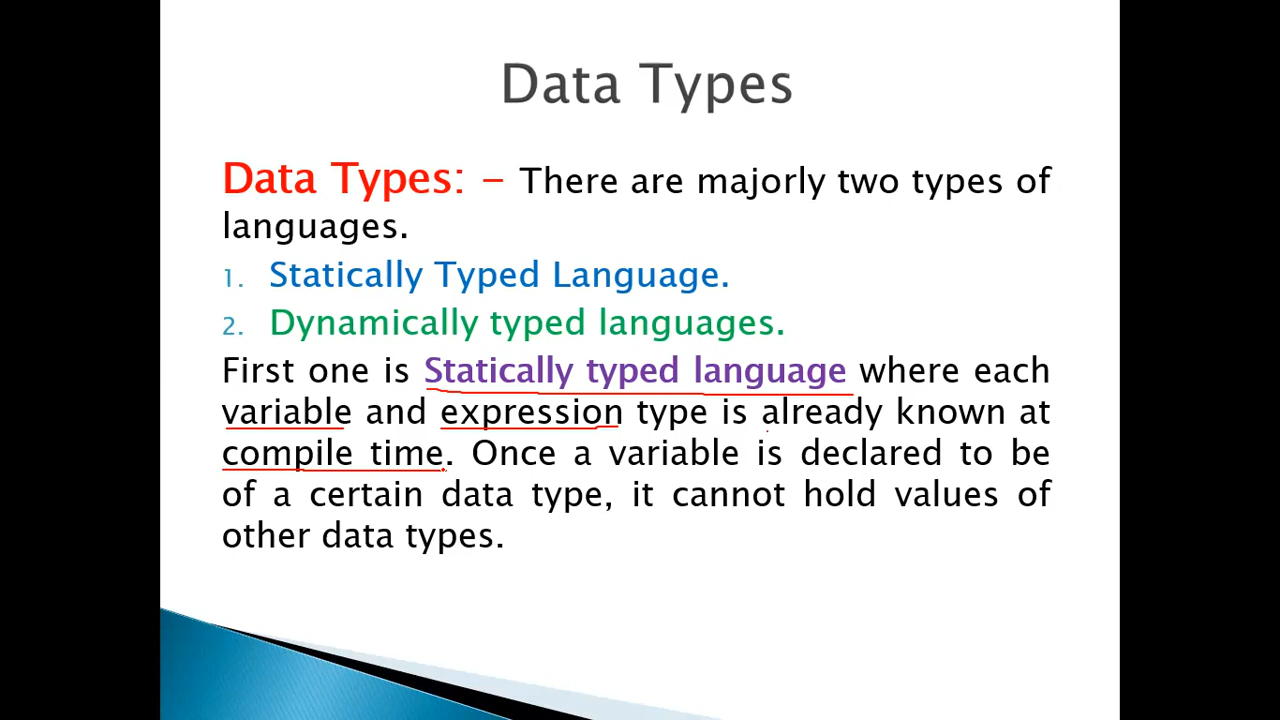 Data Types
Data Types: – There are majorly two types of
languages.
1. Statically Typed Language.
2. Dynamically typed languages.
First one is Statically typed language where each
variable and expression type is already known at
compile time. Once a variable is declared to be
of a certain data type, it cannot hold values of
other data types.